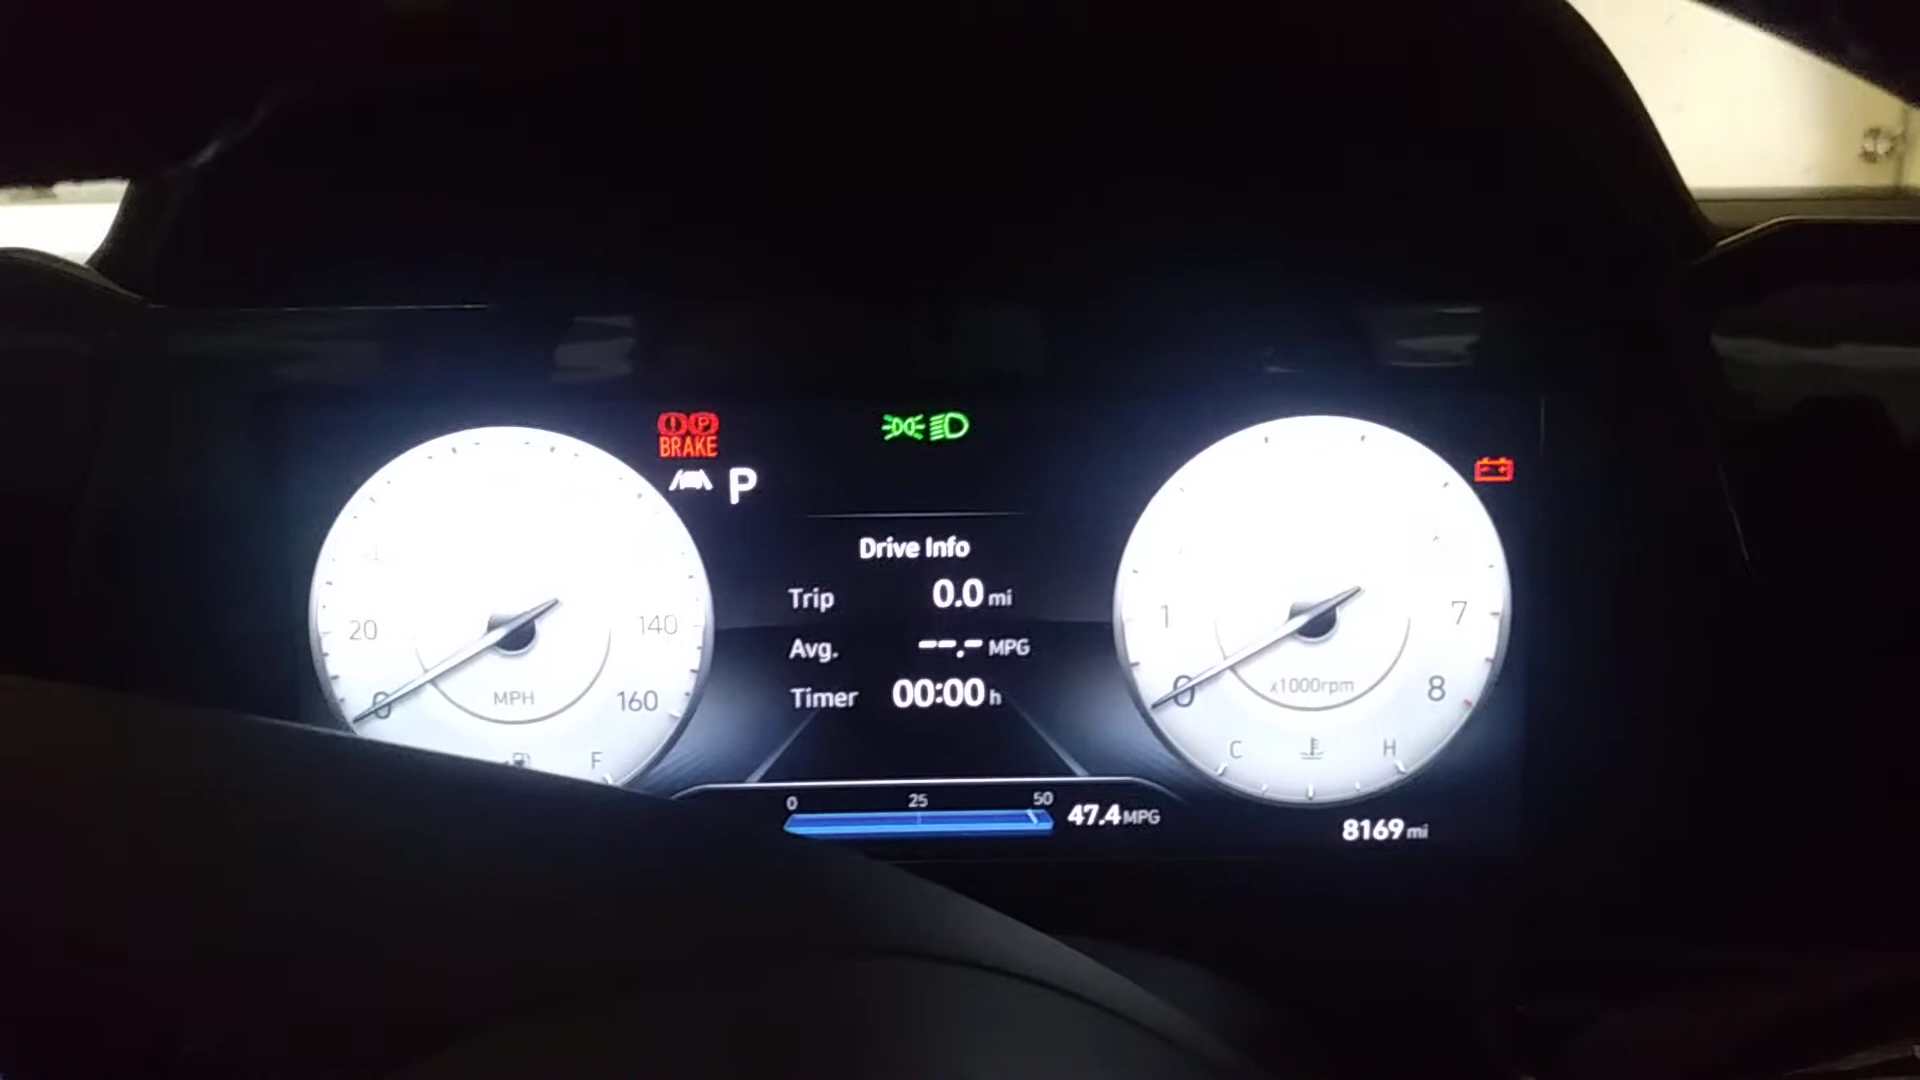 BRAKE
P
Drive Info
Trip 0.0 mi
Avg. --.- MPG
Timer 00:00 h
20
140
0
160
MPH
F
1
7
0
8
x1000rpm
C
H
0 25 50
47.4 MPG
8169 mi